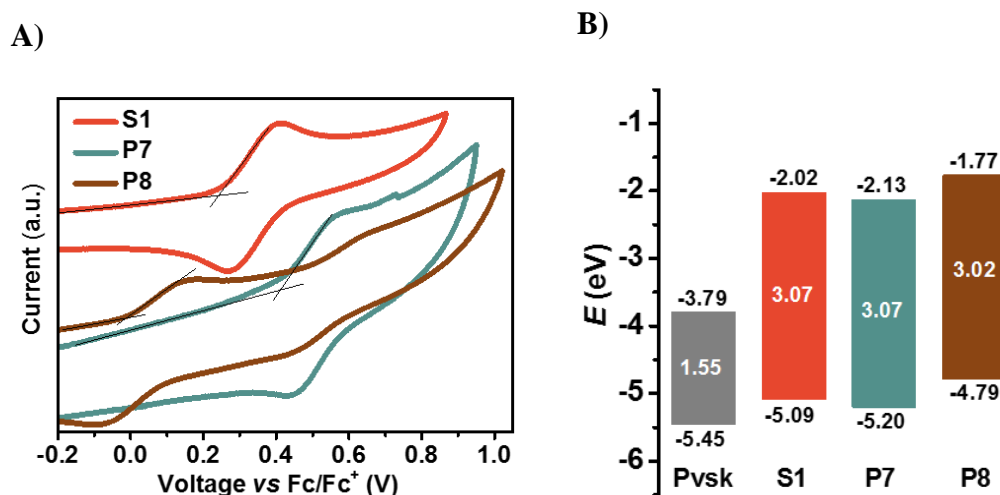 A)
S1
P7
P8
Current (a.u.)
-0.2 0.0 0.2 0.4 0.6 0.8 1.0
Voltage vs Fc/Fc+ (V)
B)
E (eV)
-1
-2
-3
-4
-5
-6
-3.79
1.55
-5.45
Pvsk
-2.02
3.07
-5.09
S1
-2.13
3.07
-5.20
P7
-1.77
3.02
-4.79
P8